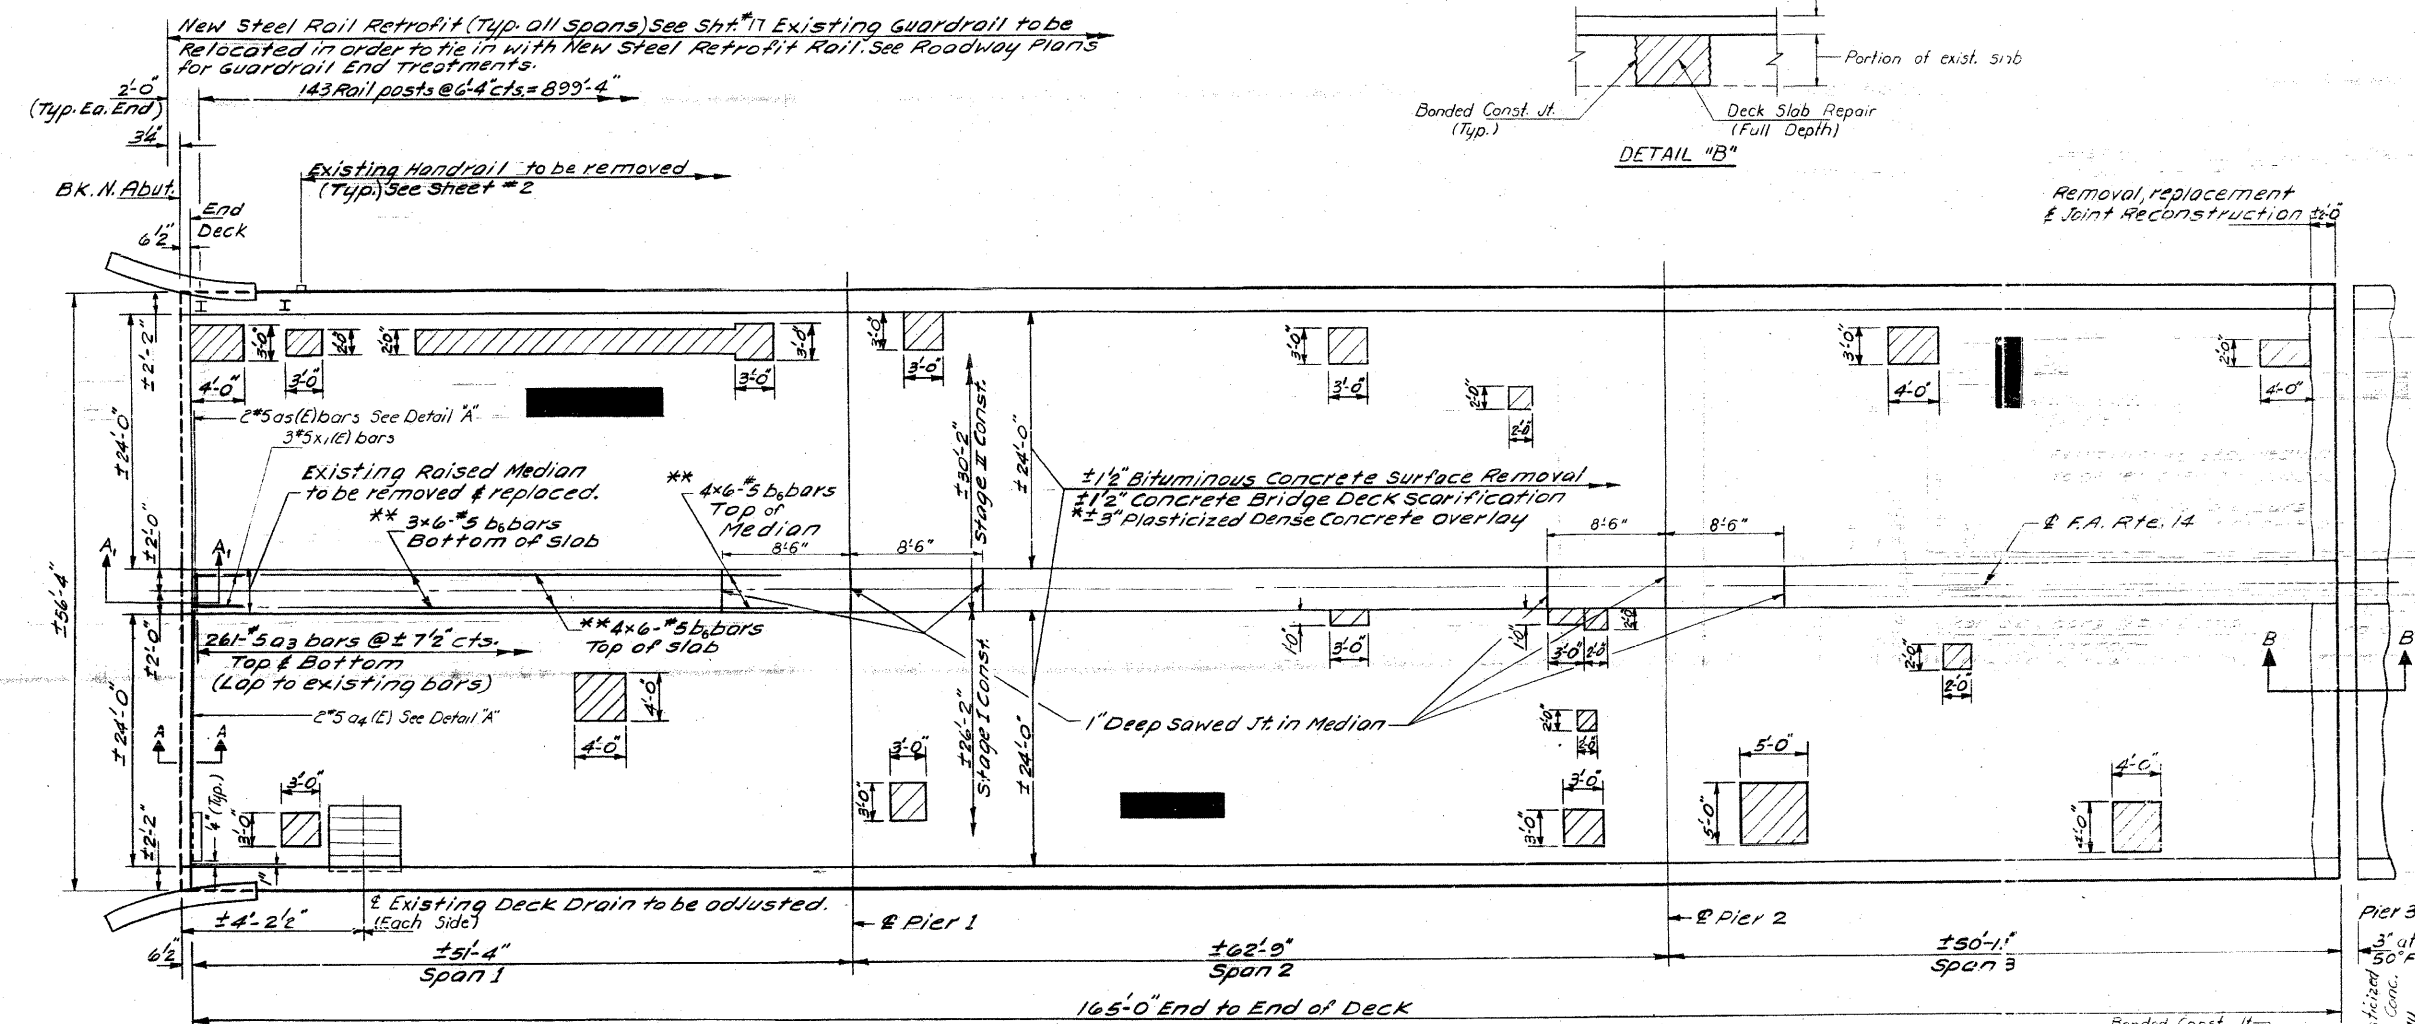 New Steel Rail Retrofit (Typ. all Spans) See Sht.#17 Existing Guardrail to be
Relocated in order to tie in with New Steel Retrofit Rail. See Roadway Plans
for Guardrail End Treatments.
2'-0"
(Typ. Ea. End)
143 Rail posts @ 6'-4" cts. = 899'-4"
3¼"
Existing Handrail to be removed
(Typ.) See Sheet #2
BK. N. Abut.
End
Deck
6½"
Portion of exist. slab
Bonded Const. Jt.
(Typ.)
Deck Slab Repair
(Full Depth)
DETAIL "B"
Removal, replacement
& Joint Reconstruction
±2'-2"
±24'-0"
±2'-0"
±56'-4"
±2'-0"
±24'-0"
±2'-2"
I
I
3'-0"
4'-0"
2'-0"
3'-0"
2'-0"
3'-0"
3'-0"
3'-0"
3'-0"
3'-0"
3'-0"
2'-0"
2'-0"
3'-0"
4'-0"
2'-0"
4'-0"
2#5 a5(E) bars See Detail "A"
3#5x1(E) bars
Existing Raised Median
to be removed & replaced.
** 3x6-#5 b6 bars
Bottom of Slab
** 4x6-#5 b6 bars
Top of
Median
8'-6"
8'-6"
±30'-2"
Stage II Const.
±24'-0"
±1½" Bituminous Concrete Surface Removal
±1½" Concrete Bridge Deck Scarification
*±3" Plasticized Dense Concrete Overlay
8'-6"
8'-6"
℄ F.A. Rte. 14
A1
A1
261-#5 a3 bars @ ± 7½" cts.
Top & Bottom
(Lap to existing bars)
**4x6-#5 b6 bars
Top of Slab
2#5 a4 (E) See Detail "A"
±26'-2"
Stage I Const.
±24'-0"
1" Deep Sawed Jt. in Median
1'-0"
3'-0"
1'-0"
3'-0"
2'-0"
2'-0"
2'-0"
2'-0"
B
B
A
4'-0"
4'-0"
3'-0"
3'-0"
¼" (Typ.)
1"
3'-0"
3'-0"
2'-0"
2'-0"
3'-0"
3'-0"
5'-0"
5'-0"
4'-0"
4'-0"
℄ Existing Deck Drain to be adjusted.
(Each Side)
±4'-2½"
6½"
℄ Pier 1
℄ Pier 2
Pier 3
±51'-4"
Span 1
±62'-9"
Span 2
Span 3
3" at
50°F
165'-0" End to End of Deck
Conc.
Bonded Const. Jt.